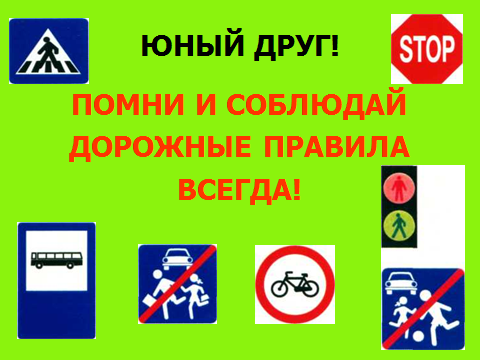 ЮНЫЙ ДРУГ!
STOP
ПОМНИ И СОБЛЮДАЙ
ДОРОЖНЫЕ ПРАВИЛА
ВСЕГДА!